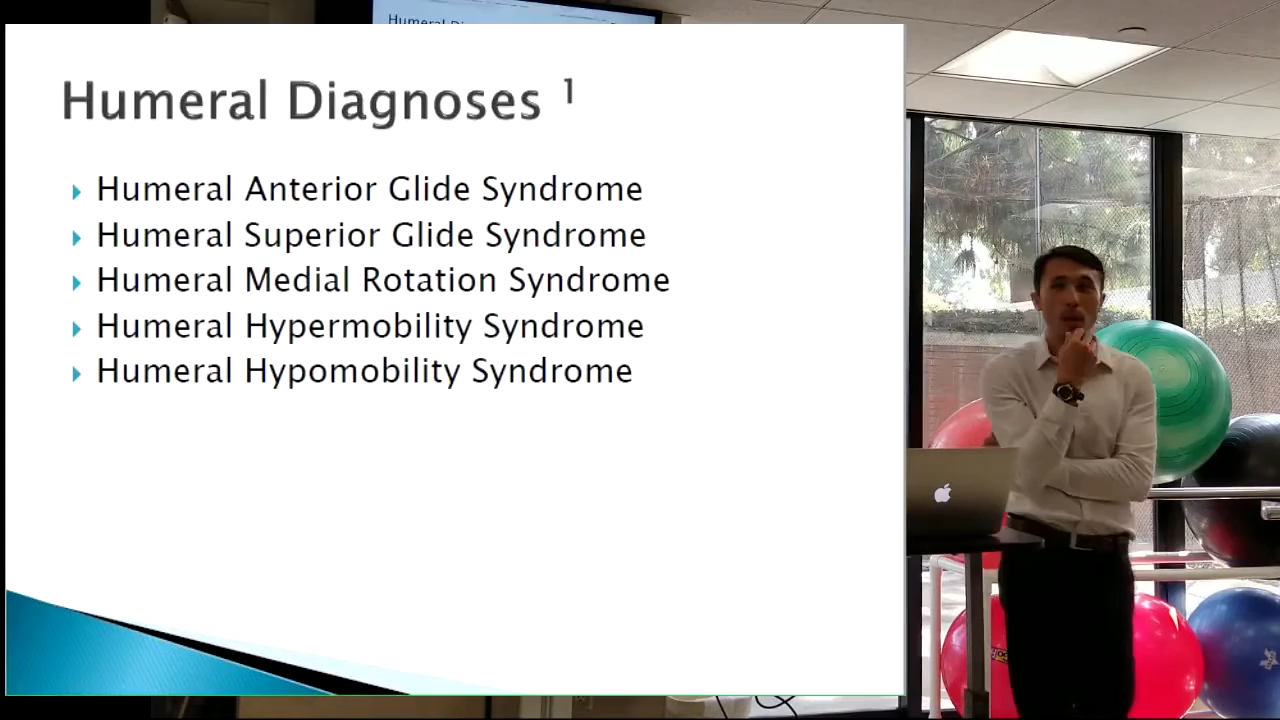 Humeral Diagnoses 1
Humeral Anterior Glide Syndrome
Humeral Superior Glide Syndrome
Humeral Medial Rotation Syndrome
Humeral Hypermobility Syndrome
Humeral Hypomobility Syndrome